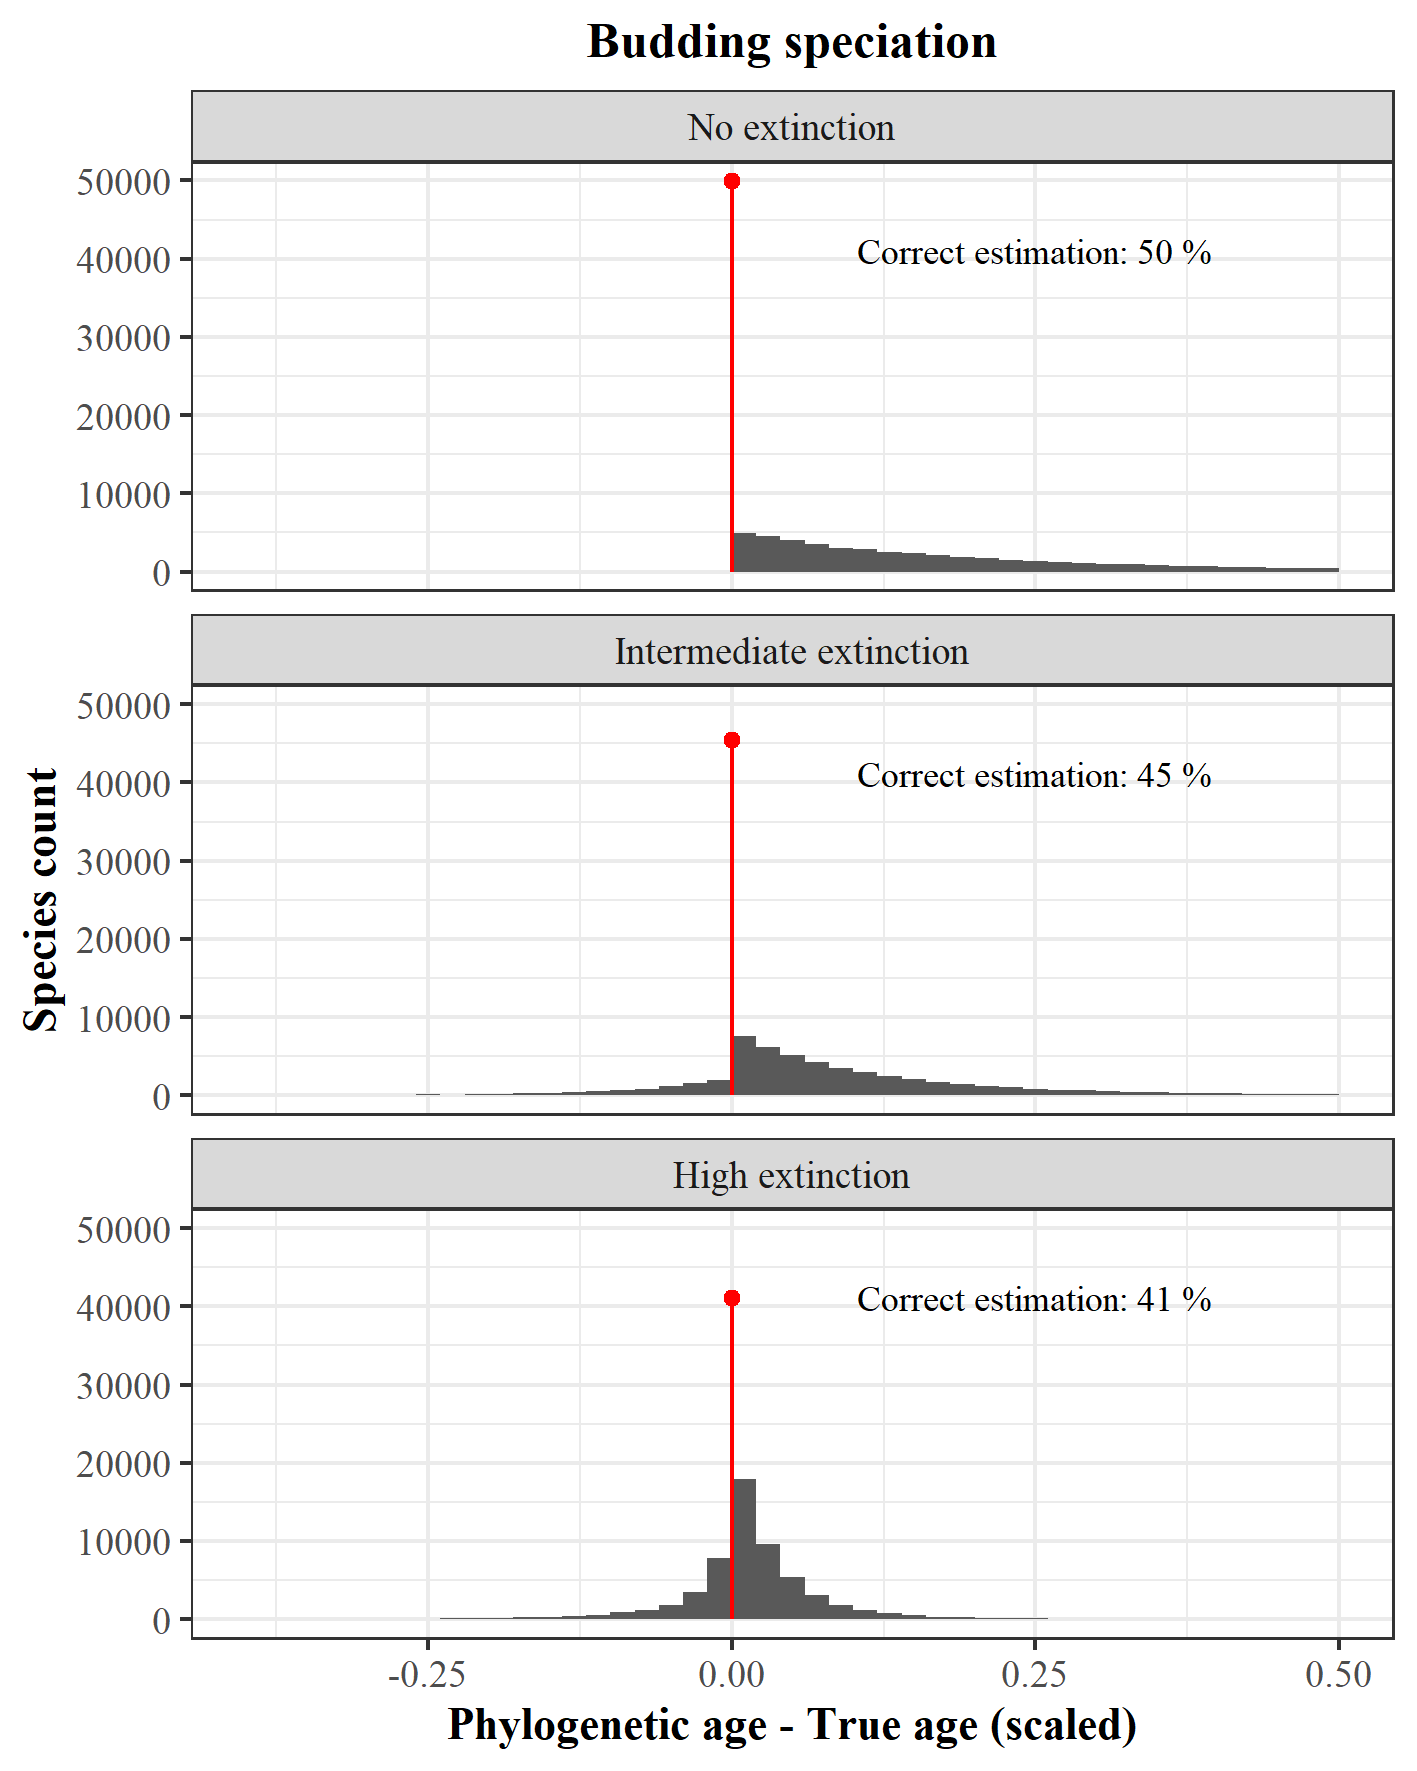 Budding speciation
No extinction
50000
40000
30000
20000
10000
0
Correct estimation: 50 %
Intermediate extinction
50000
40000
30000
20000
10000
0
Correct estimation: 45 %
Species count
High extinction
50000
40000
30000
20000
10000
0
Correct estimation: 41 %
-0.25 0.00 0.25 0.50
Phylogenetic age - True age (scaled)